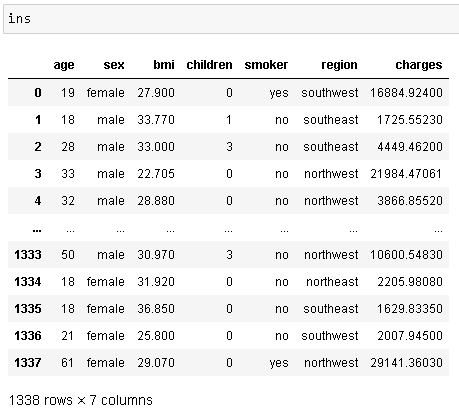 ins
age sex bmi children smoker region charges
0 19 female 27.900 0 yes southwest 16884.92400
1 18 male 33.770 1 no southeast 1725.55230
2 28 male 33.000 3 no southeast 4449.46200
3 33 male 22.705 0 no northwest 21984.47061
4 32 male 28.880 0 no northwest 3866.85520
... ... ... ... ... ... ... ...
1333 50 male 30.970 3 no northwest 10600.54830
1334 18 female 31.920 0 no northeast 2205.98080
1335 18 female 36.850 0 no southeast 1629.83350
1336 21 female 25.800 0 no southwest 2007.94500
1337 61 female 29.070 0 yes northwest 29141.36030
1338 rows × 7 columns